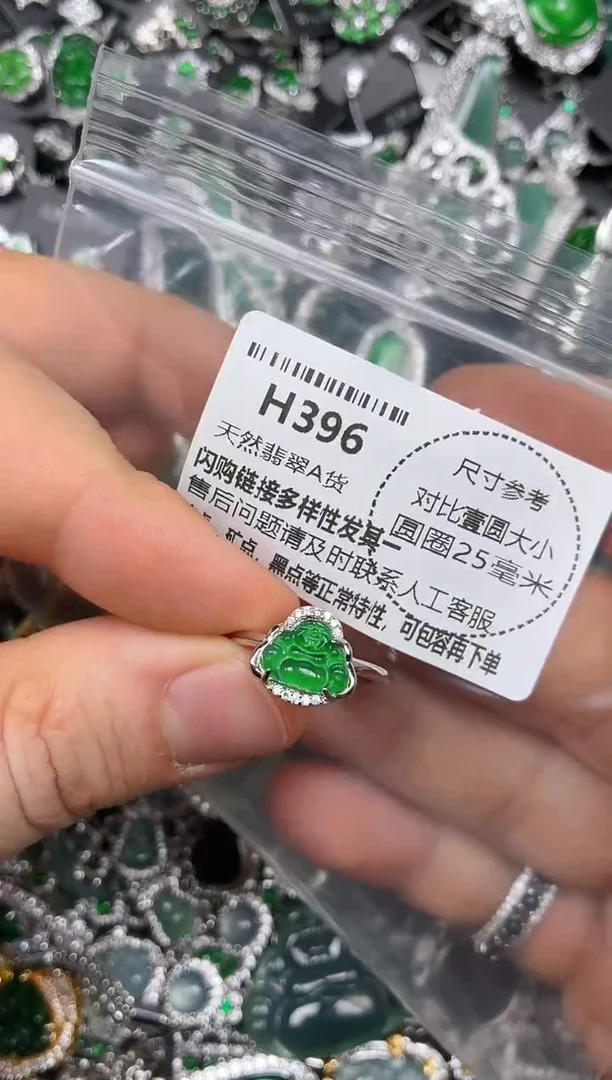 H396
天然翡翠A货
闪购链接多样性发其一
售后问题请及时联系人工客服
矿点、黑点等正常特性,可包容再下单
尺寸参考
对比壹圆大小
圆圈25毫米